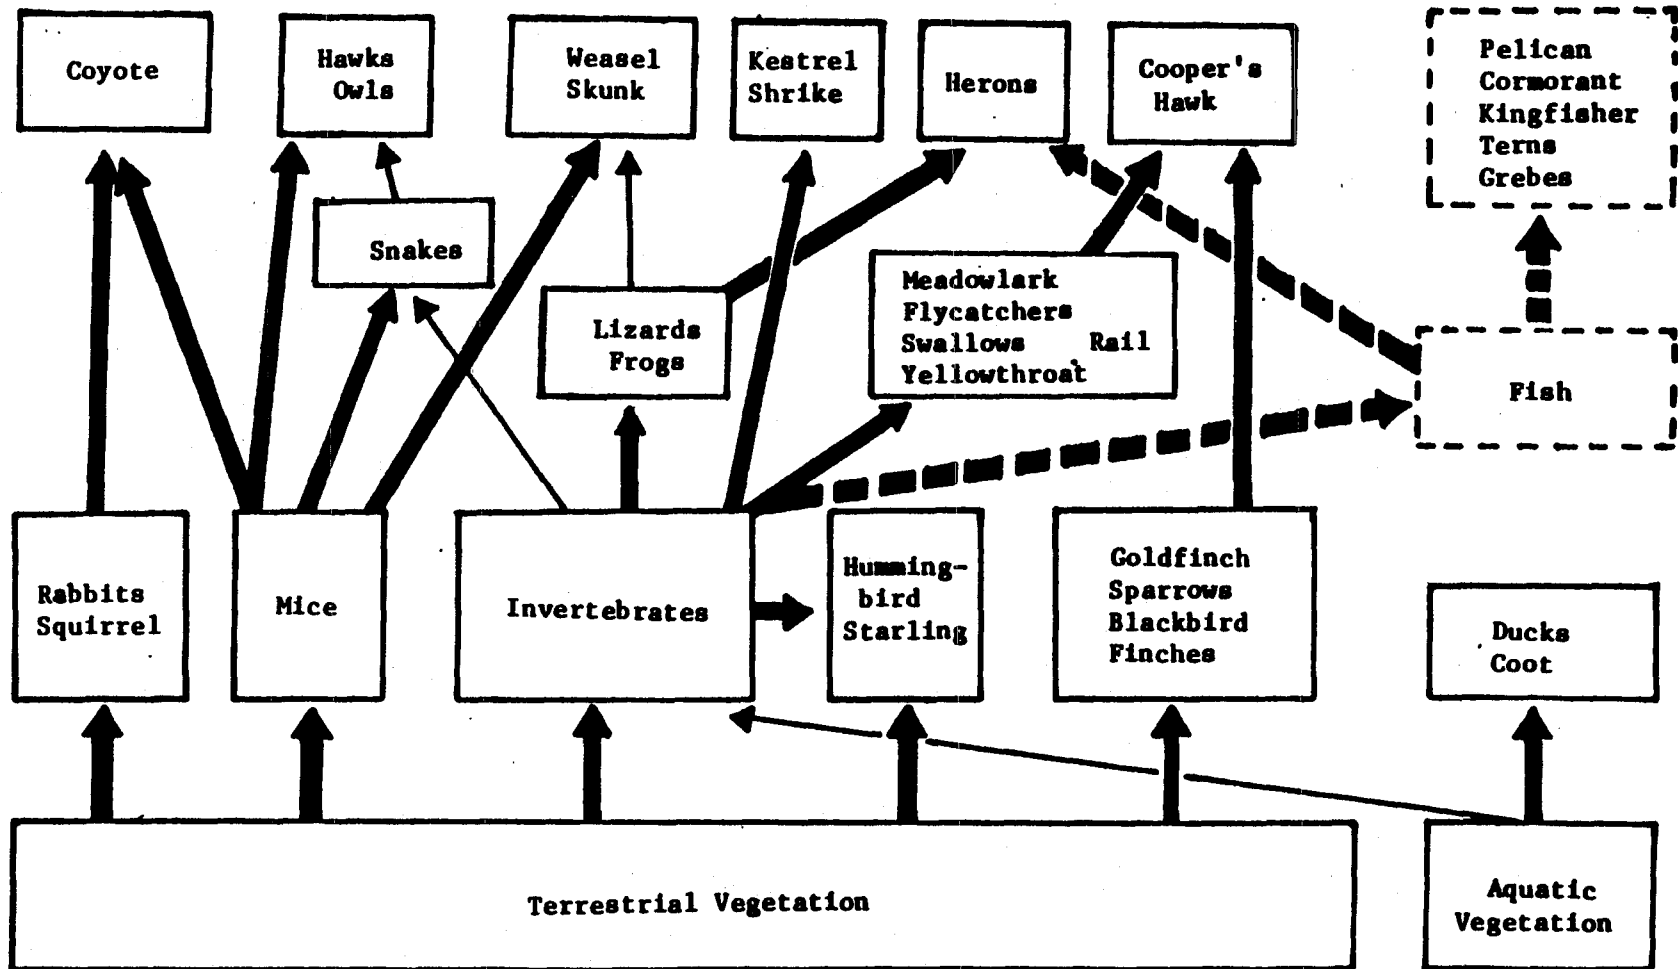 Coyote
Hawks
Owls
Weasel
Skunk
Kestrel
Shrike
Herons
Cooper's
Hawk
Pelican
Cormorant
Kingfisher
Terns
Grebes
Snakes
Lizards
Frogs
Meadowlark
Flycatchers
Swallows Rail
Yellowthroat
Fish
Rabbits
Squirrel
Mice
Invertebrates
Humming-
bird
Starling
Goldfinch
Sparrows
Blackbird
Finches
Ducks
Coot
Terrestrial Vegetation
Aquatic
Vegetation